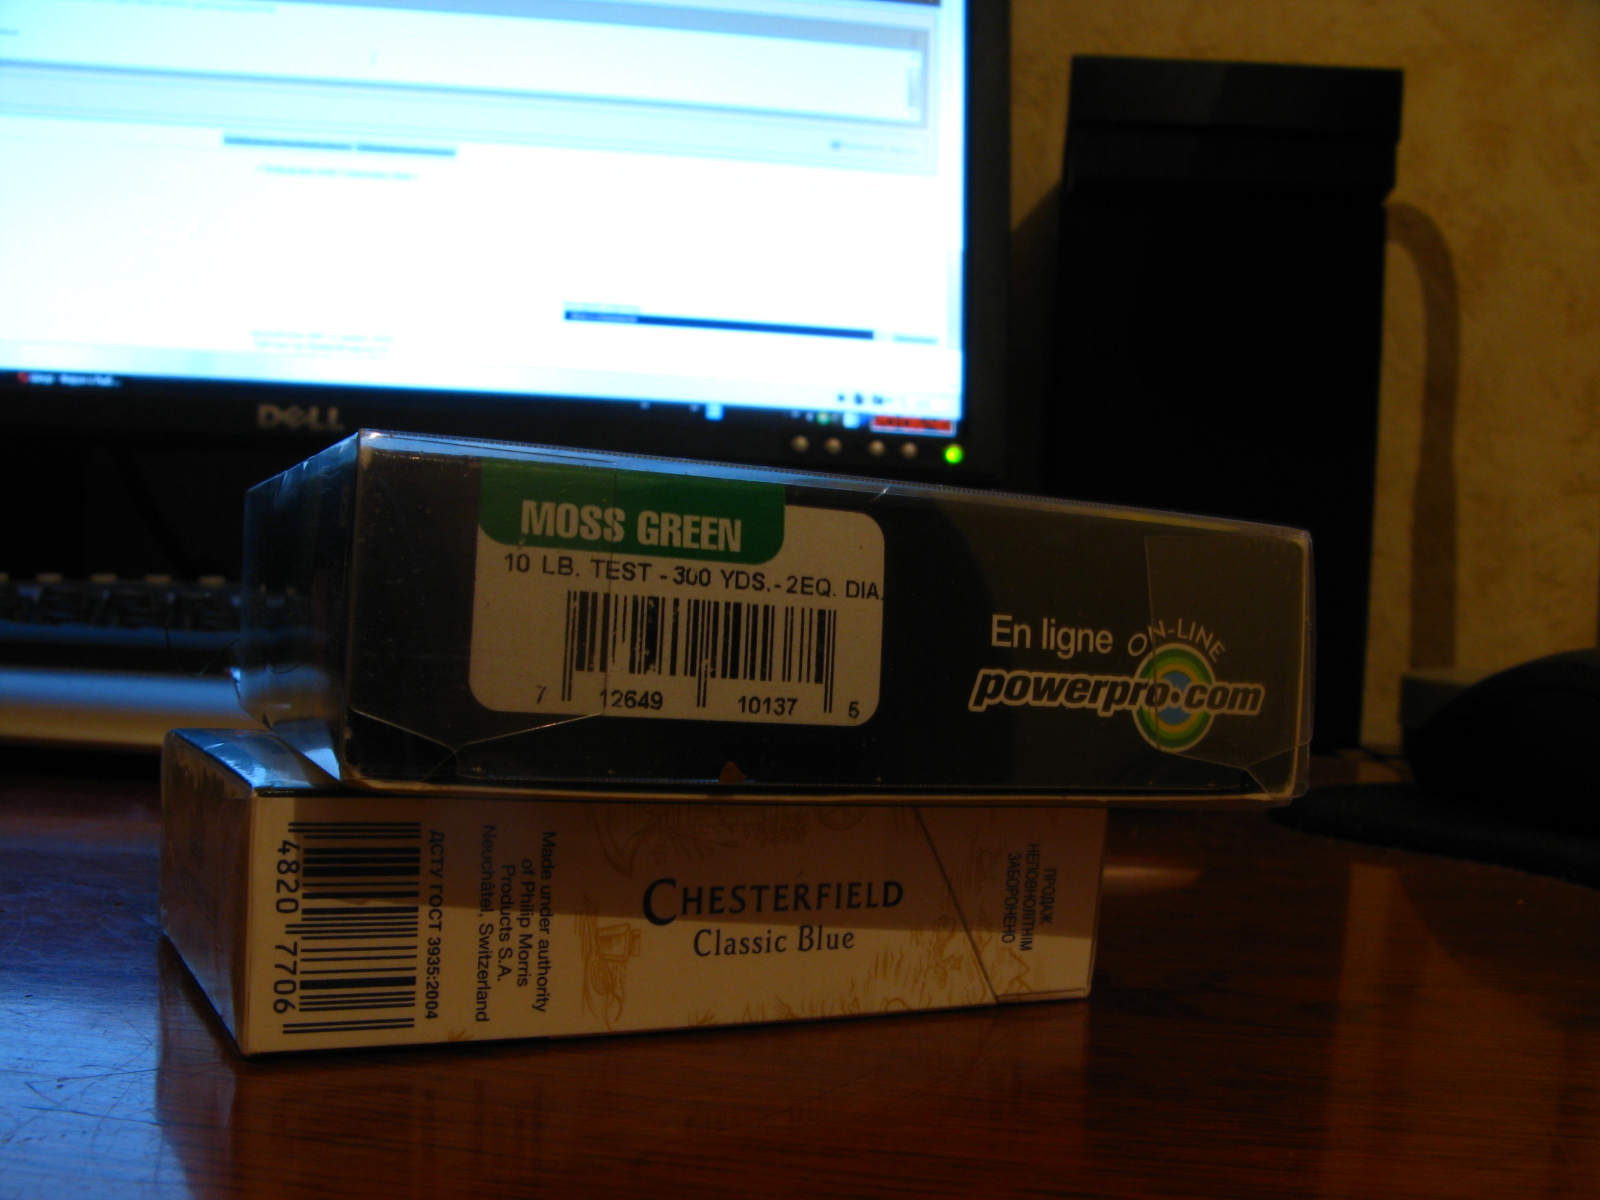 DELL
MOSS GREEN
10 LB. TEST - 300 YDS.- 2EQ. DIA.
7 12649 10137 5
En ligne ON-LINE
powerpro.com
4820 7706
ДСТУ ГОСТ 3935:2004
Made under authority
of Philip Morris
Products S.A.
Neuchâtel, Switzerland
CHESTERFIELD
Classic Blue
ПРОДАЖ
НЕПОВНОЛІТНІМ
ЗАБОРОНЕНО